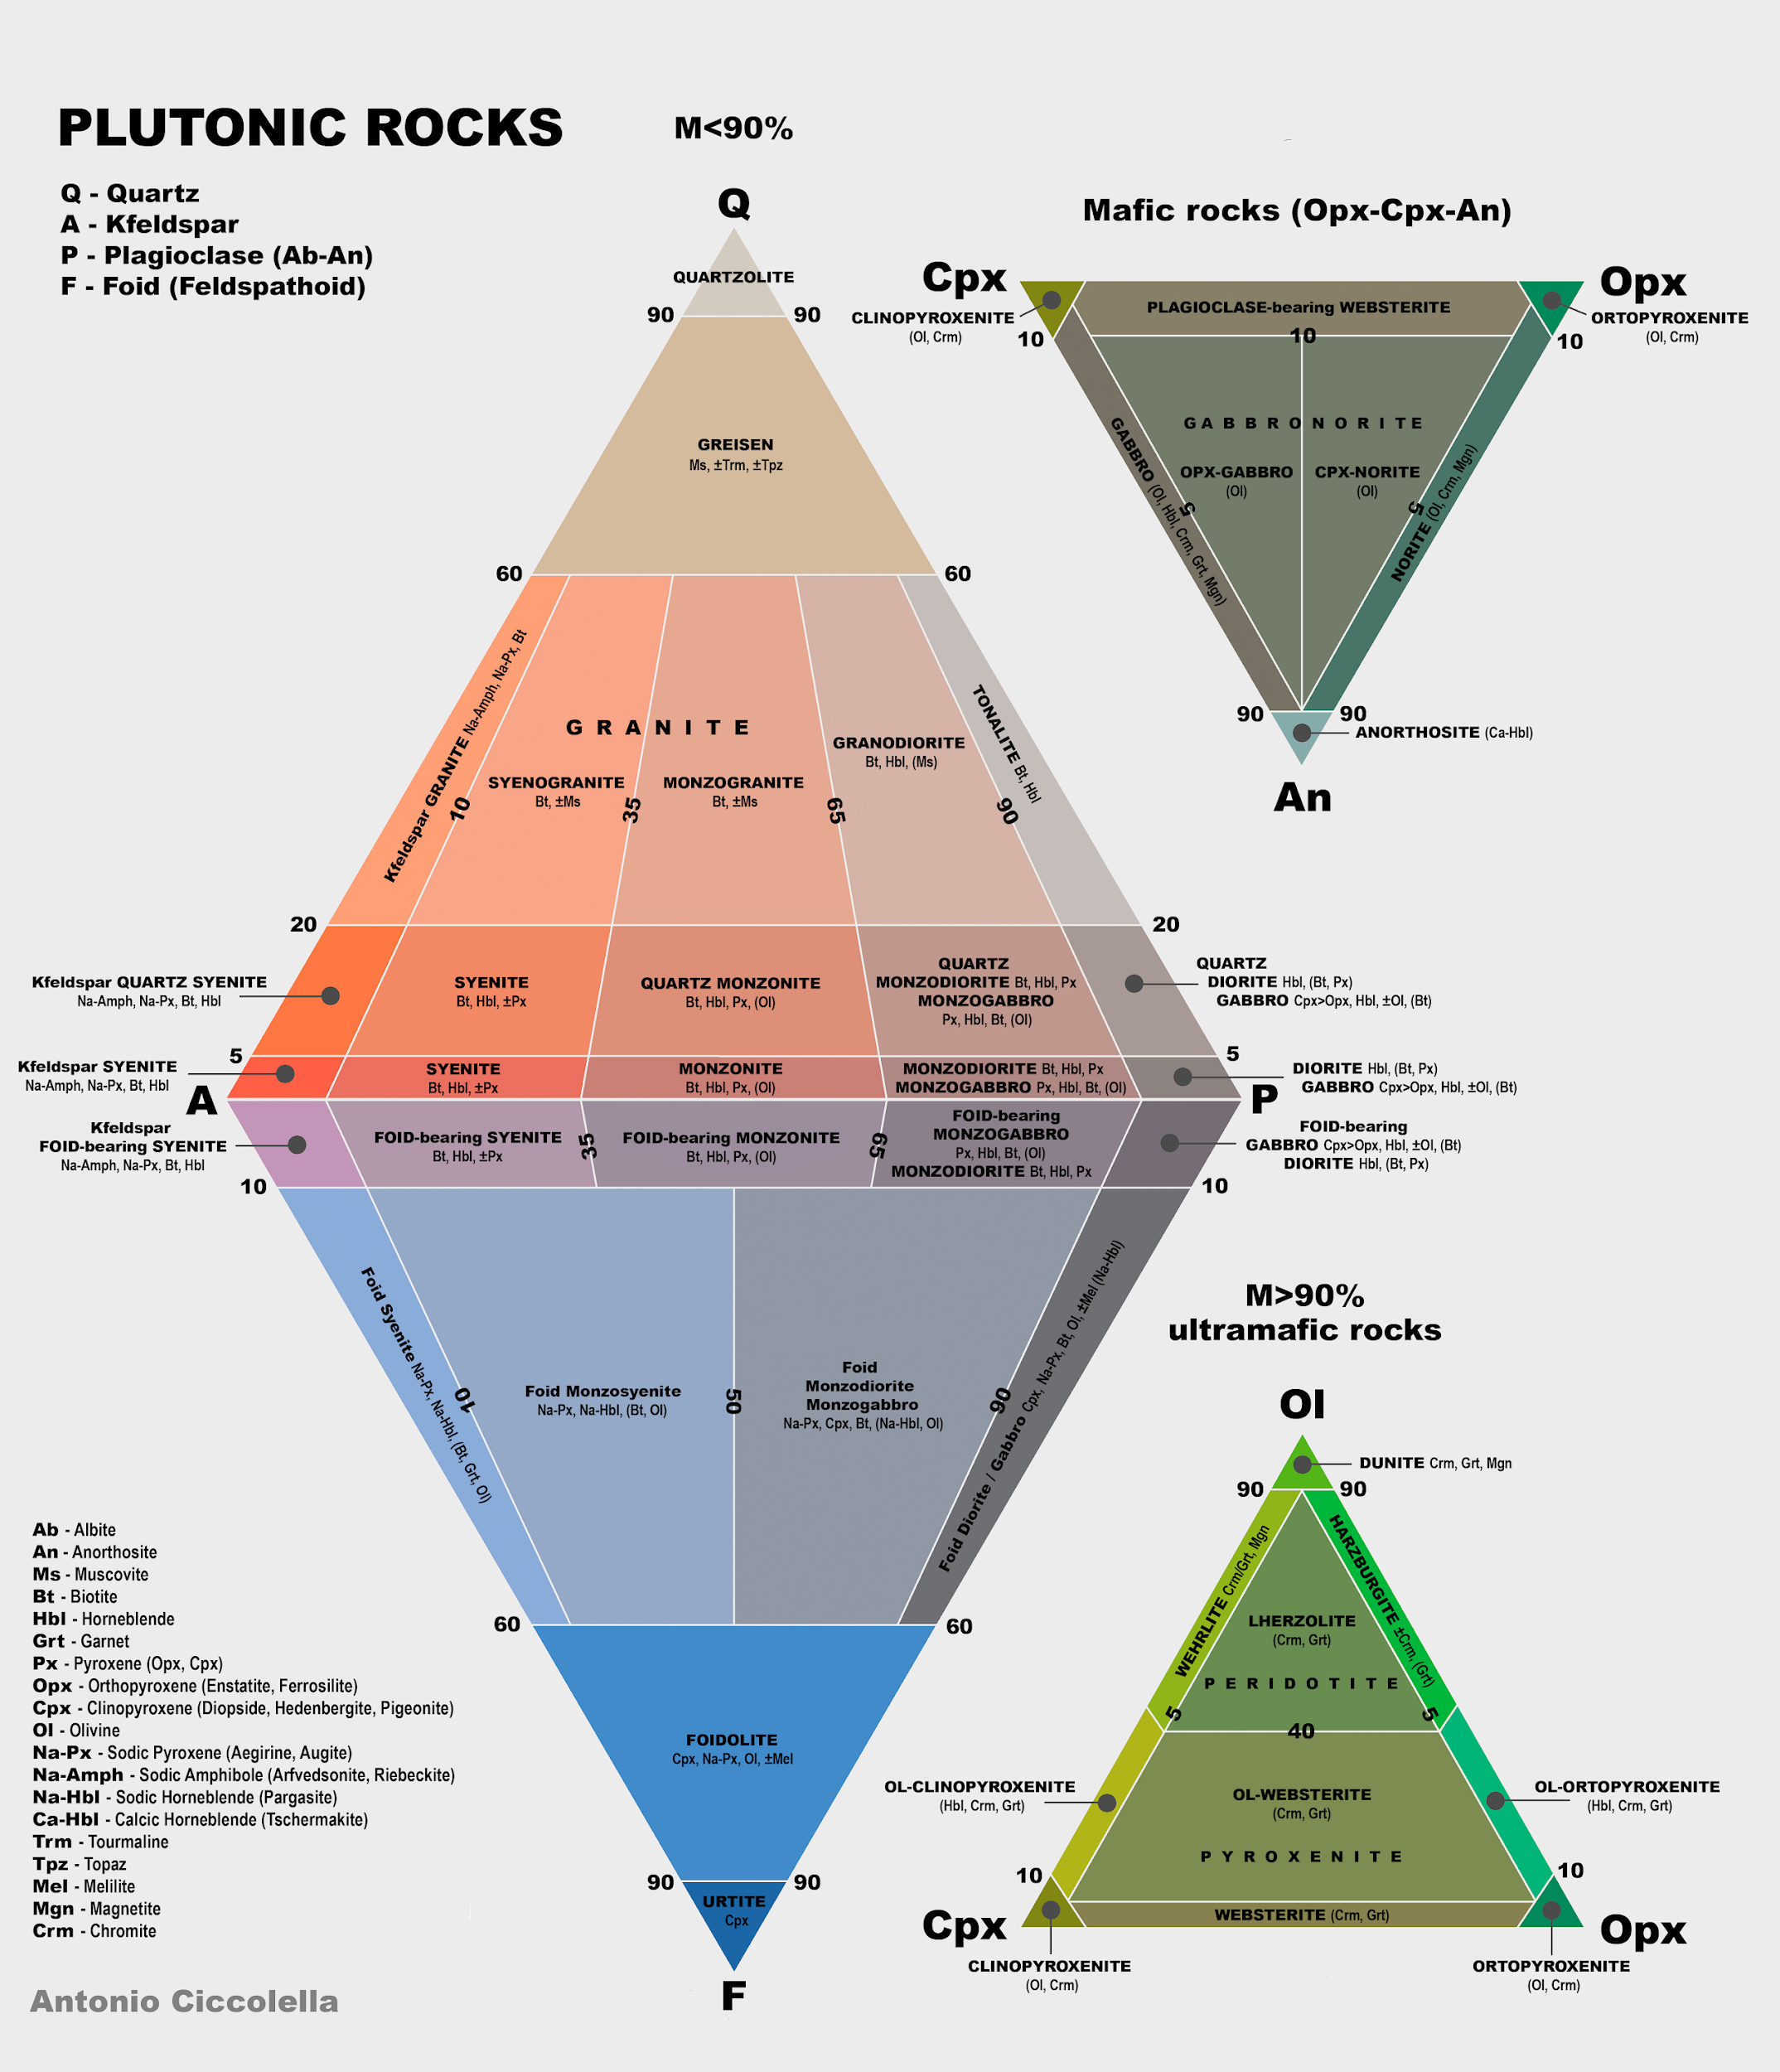 PLUTONIC ROCKS
M<90%
Q - Quartz
A - Kfeldspar
P - Plagioclase (Ab-An)
F - Foid (Feldspathoid)
Q
QUARTZOLITE
90
90
GREISEN
Ms, ±Trm, ±Tpz
60
60
Kfeldspar GRANITE Na-Amph, Na-Px, Bt
GRANITE
SYENOGRANITE
Bt, ±Ms
MONZOGRANITE
Bt, ±Ms
GRANODIORITE
Bt, Hbl, (Ms)
TONALITE Bt, Hbl
10
35
65
90
20
20
Kfeldspar QUARTZ SYENITE
Na-Amph, Na-Px, Bt, Hbl
SYENITE
Bt, Hbl, ±Px
QUARTZ MONZONITE
Bt, Hbl, Px, (Ol)
QUARTZ
MONZODIORITE Bt, Hbl, Px
MONZOGABBRO
Px, Hbl, Bt, (Ol)
QUARTZ
DIORITE Hbl, (Bt, Px)
GABBRO Cpx>Opx, Hbl, ±Ol, (Bt)
5
5
Kfeldspar SYENITE
Na-Amph, Na-Px, Bt, Hbl
SYENITE
Bt, Hbl, ±Px
MONZONITE
Bt, Hbl, Px, (Ol)
MONZODIORITE Bt, Hbl, Px
MONZOGABBRO Px, Hbl, Bt, (Ol)
DIORITE Hbl, (Bt, Px)
GABBRO Cpx>Opx, Hbl, ±Ol, (Bt)
A
P
Kfeldspar
FOID-bearing SYENITE
Na-Amph, Na-Px, Bt, Hbl
FOID-bearing SYENITE
Bt, Hbl, ±Px
35
FOID-bearing MONZONITE
Bt, Hbl, Px, (Ol)
65
FOID-bearing
MONZOGABBRO
Px, Hbl, Bt, (Ol)
MONZODIORITE Bt, Hbl, Px
FOID-bearing
GABBRO Cpx>Opx, Hbl, ±Ol, (Bt)
DIORITE Hbl, (Bt, Px)
10
10
Foid Syenite Na-Px, Na-Hbl, (Bt, Grt, Ol)
10
Foid Monzosyenite
Na-Px, Na-Hbl, (Bt, Ol)
50
Foid
Monzodiorite
Monzogabbro
Na-Px, Cpx, Bt, (Na-Hbl, Ol)
90
Foid Diorite / Gabbro Cpx, Na-Px, Bt, Ol, ±Mel (Na-Hbl)
60
60
FOIDOLITE
Cpx, Na-Px, Ol, ±Mel
90
90
URTITE
Cpx
F
Mafic rocks (Opx-Cpx-An)
Cpx
Opx
CLINOPYROXENITE
(Ol, Crm)
PLAGIOCLASE-bearing WEBSTERITE
ORTOPYROXENITE
(Ol, Crm)
10
10
10
GABBRO (Ol, Hbl, Crm, Grt, Mgn)
GABBRONORITE
OPX-GABBRO
(Ol)
CPX-NORITE
(Ol)
5
5
NORITE (Ol, Crm, Mgn)
90
90
ANORTHOSITE (Ca-Hbl)
An
M>90%
ultramafic rocks
Ol
DUNITE Crm, Grt, Mgn
90
90
WEHRLITE Crm/Grt, Mgn
HARZBURGITE ±Crm, (Grt)
LHERZOLITE
(Crm, Grt)
PERIDOTITE
5
5
40
OL-CLINOPYROXENITE
(Hbl, Crm, Grt)
OL-WEBSTERITE
(Crm, Grt)
OL-ORTOPYROXENITE
(Hbl, Crm, Grt)
PYROXENITE
10
10
Cpx
WEBSTERITE (Crm, Grt)
Opx
CLINOPYROXENITE
(Ol, Crm)
ORTOPYROXENITE
(Ol, Crm)
Ab - Albite
An - Anorthosite
Ms - Muscovite
Bt - Biotite
Hbl - Horneblende
Grt - Garnet
Px - Pyroxene (Opx, Cpx)
Opx - Orthopyroxene (Enstatite, Ferrosilite)
Cpx - Clinopyroxene (Diopside, Hedenbergite, Pigeonite)
Ol - Olivine
Na-Px - Sodic Pyroxene (Aegirine, Augite)
Na-Amph - Sodic Amphibole (Arfvedsonite, Riebeckite)
Na-Hbl - Sodic Horneblende (Pargasite)
Ca-Hbl - Calcic Horneblende (Tschermakite)
Trm - Tourmaline
Tpz - Topaz
Mel - Melilite
Mgn - Magnetite
Crm - Chromite
Antonio Ciccolella